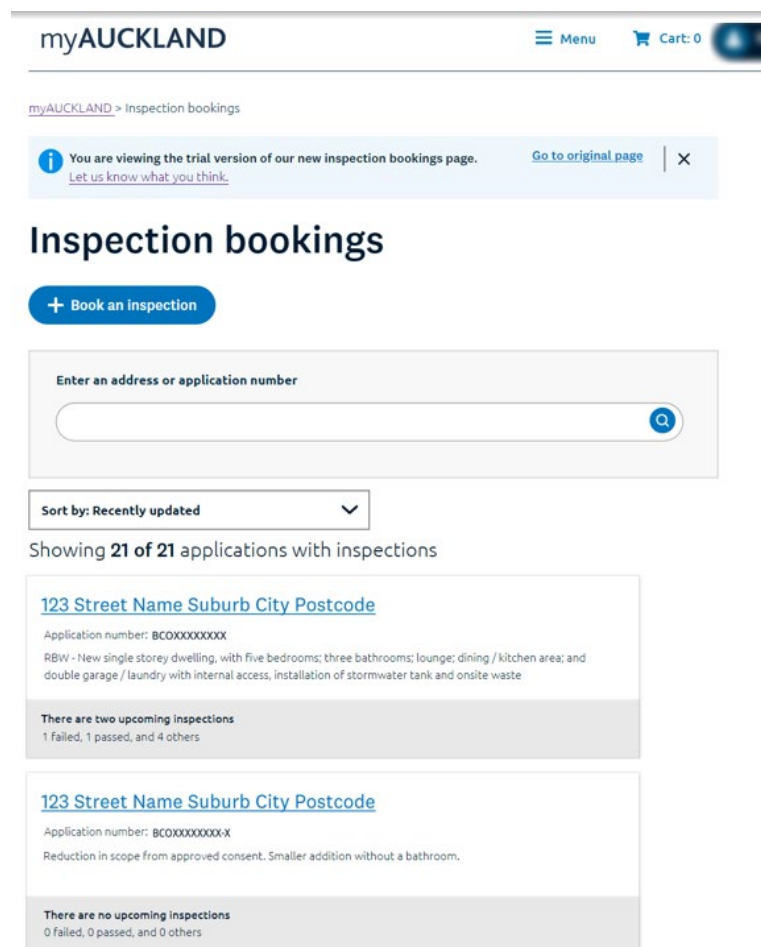 myAUCKLAND
Menu
Cart: 0
myAUCKLAND > Inspection bookings
You are viewing the trial version of our new inspection bookings page.
Let us know what you think.
Go to original page
Inspection bookings
+ Book an inspection
Enter an address or application number
Sort by: Recently updated
Showing 21 of 21 applications with inspections
123 Street Name Suburb City Postcode
Application number: BCOXXXXXXXX
RBW - New single storey dwelling, with five bedrooms; three bathrooms; lounge; dining / kitchen area; and
double garage / laundry with internal access, installation of stormwater tank and onsite waste
There are two upcoming inspections
1 failed, 1 passed, and 4 others
123 Street Name Suburb City Postcode
Application number: BCOXXXXXXXX-X
Reduction in scope from approved consent. Smaller addition without a bathroom.
There are no upcoming inspections
0 failed, 0 passed, and 0 others